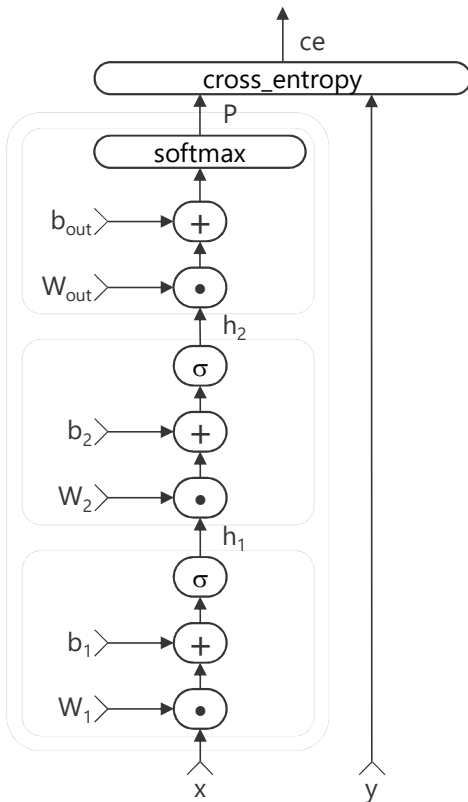 ce
cross_entropy
P
softmax
b_out
+
W_out
•
h_2
σ
b_2
+
W_2
•
h_1
σ
b_1
+
W_1
•
x y